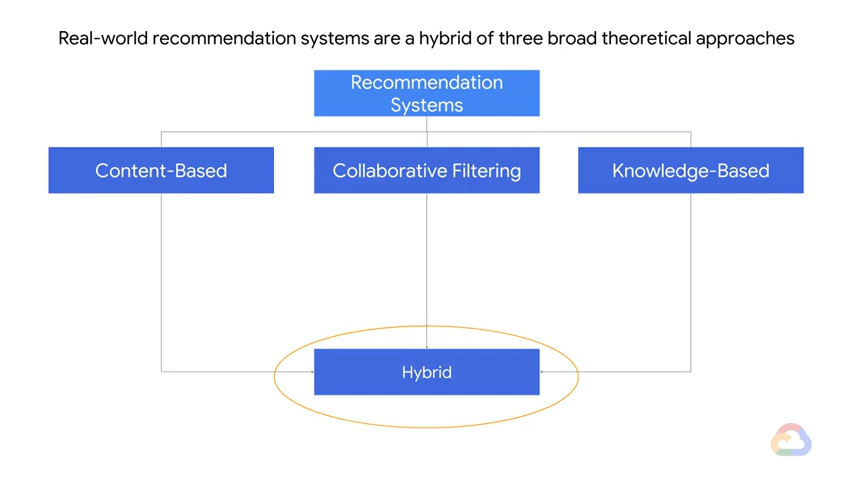 Real-world recommendation systems are a hybrid of three broad theoretical approaches
Recommendation
Systems
Content-Based
Collaborative Filtering
Knowledge-Based
Hybrid